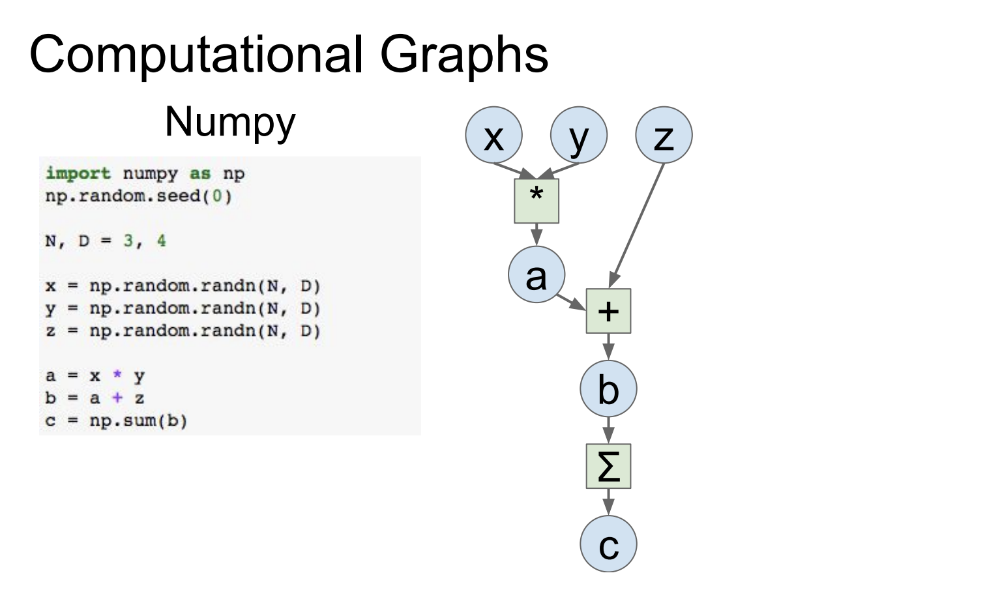 Computational Graphs
Numpy
import numpy as np
np.random.seed(0)
N, D = 3, 4
x = np.random.randn(N, D)
y = np.random.randn(N, D)
z = np.random.randn(N, D)
a = x * y
b = a + z
c = np.sum(b)
x y z
*
a
+
b
Σ
c